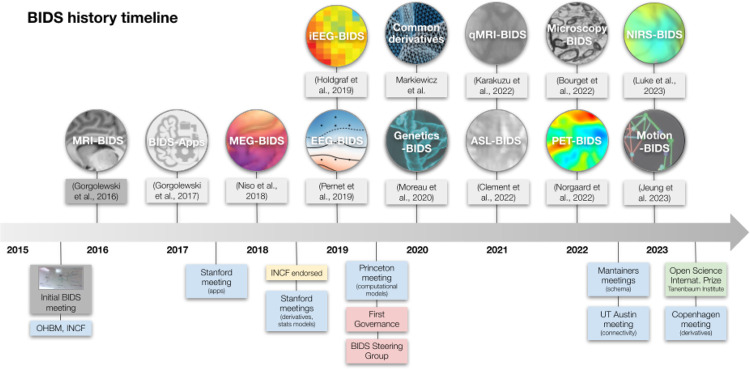 BIDS history timeline
iEEG-BIDS
Common
derivatives
qMRI-BIDS
Microscopy
-BIDS
NIRS-BIDS
(Holdgraf et
al., 2019)
Markiewicz
et al.
(Karakuzu et
al., 2022)
(Bourget et
al., 2022)
(Luke et al.,
2023)
MRI-BIDS
BIDS-Apps
MEG-BIDS
EEG-BIDS
Genetics
-BIDS
ASL-BIDS
PET-BIDS
Motion
-BIDS
(Gorgolewski
et al., 2016)
(Gorgolewski
et al., 2017)
(Niso et al.,
2018)
(Pernet et
al., 2019)
(Moreau et
al., 2020)
(Clement et
al., 2022)
(Norgaard et
al., 2022)
(Jeung et
al. 2023)
2015
2016
2017
2018
2019
2020
2021
2022
2023
Initial BIDS
meeting
OHBM, INCF
Stanford
meeting
(apps)
INCF endorsed
Stanford
meetings
(derivatives,
stats models)
Princeton
meeting
(computational
models)
First
Governance
BIDS Steering
Group
Mantainers
meetings
(schema)
UT Austin
meeting
(connectivity)
Open Science
Internat. Prize
Tanenbaum Institute
Copenhagen
meeting
(derivatives)